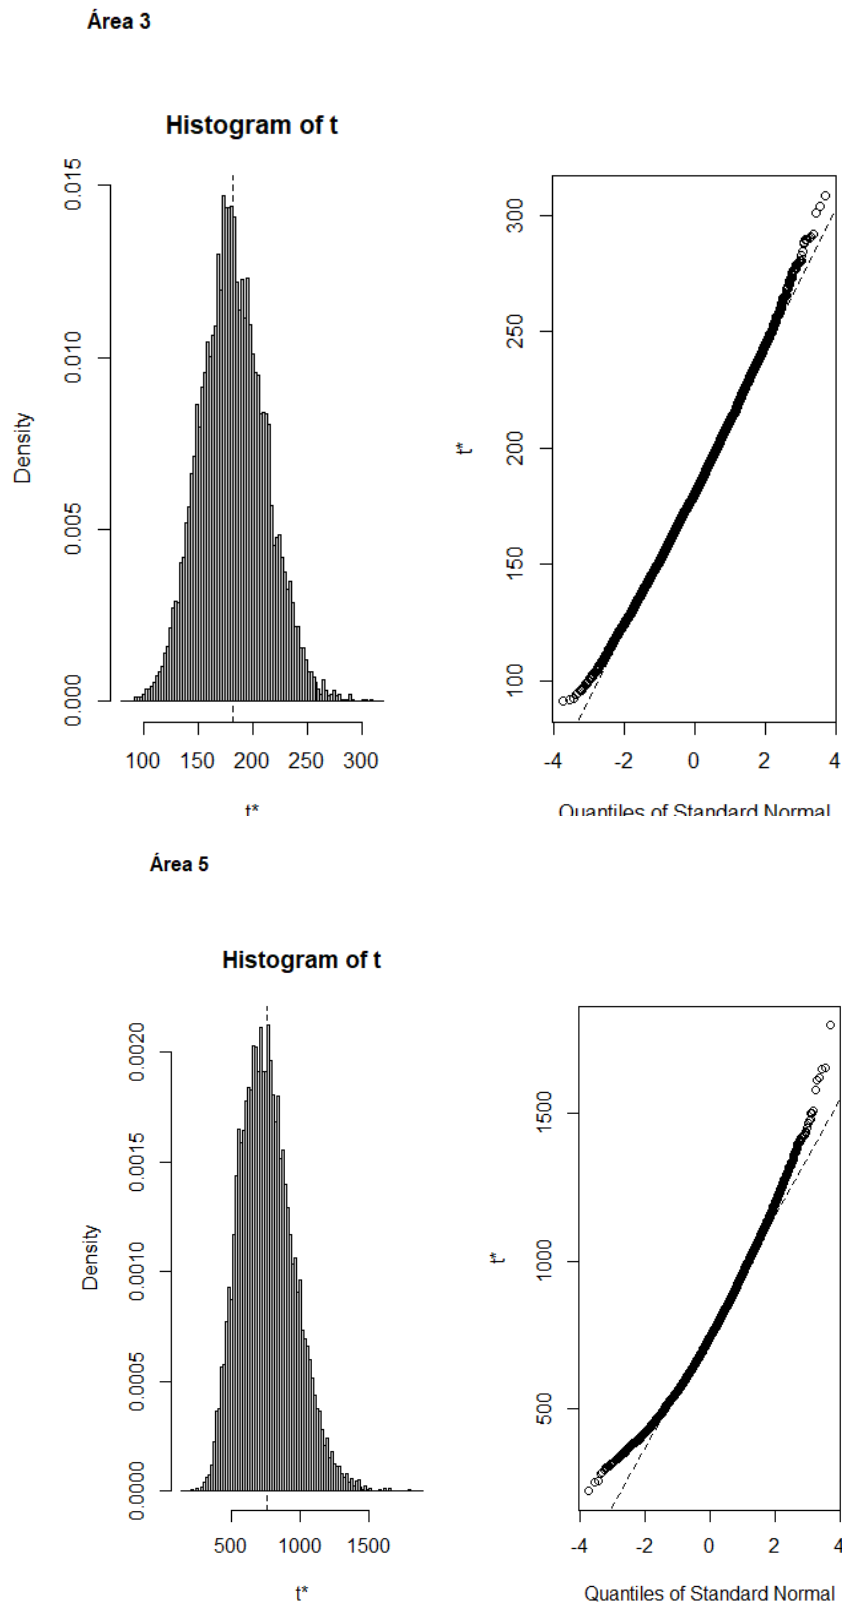 Área 3
Histogram of t
Density
0.000
0.005
0.010
0.015
100 150 200 250 300
t*
t*
100
150
200
250
300
-4 -2 0 2 4
Quantiles of Standard Normal
Área 5
Histogram of t
Density
0.0000
0.0005
0.0010
0.0015
0.0020
500 1000 1500
t*
t*
500
1000
1500
-4 -2 0 2 4
Quantiles of Standard Normal